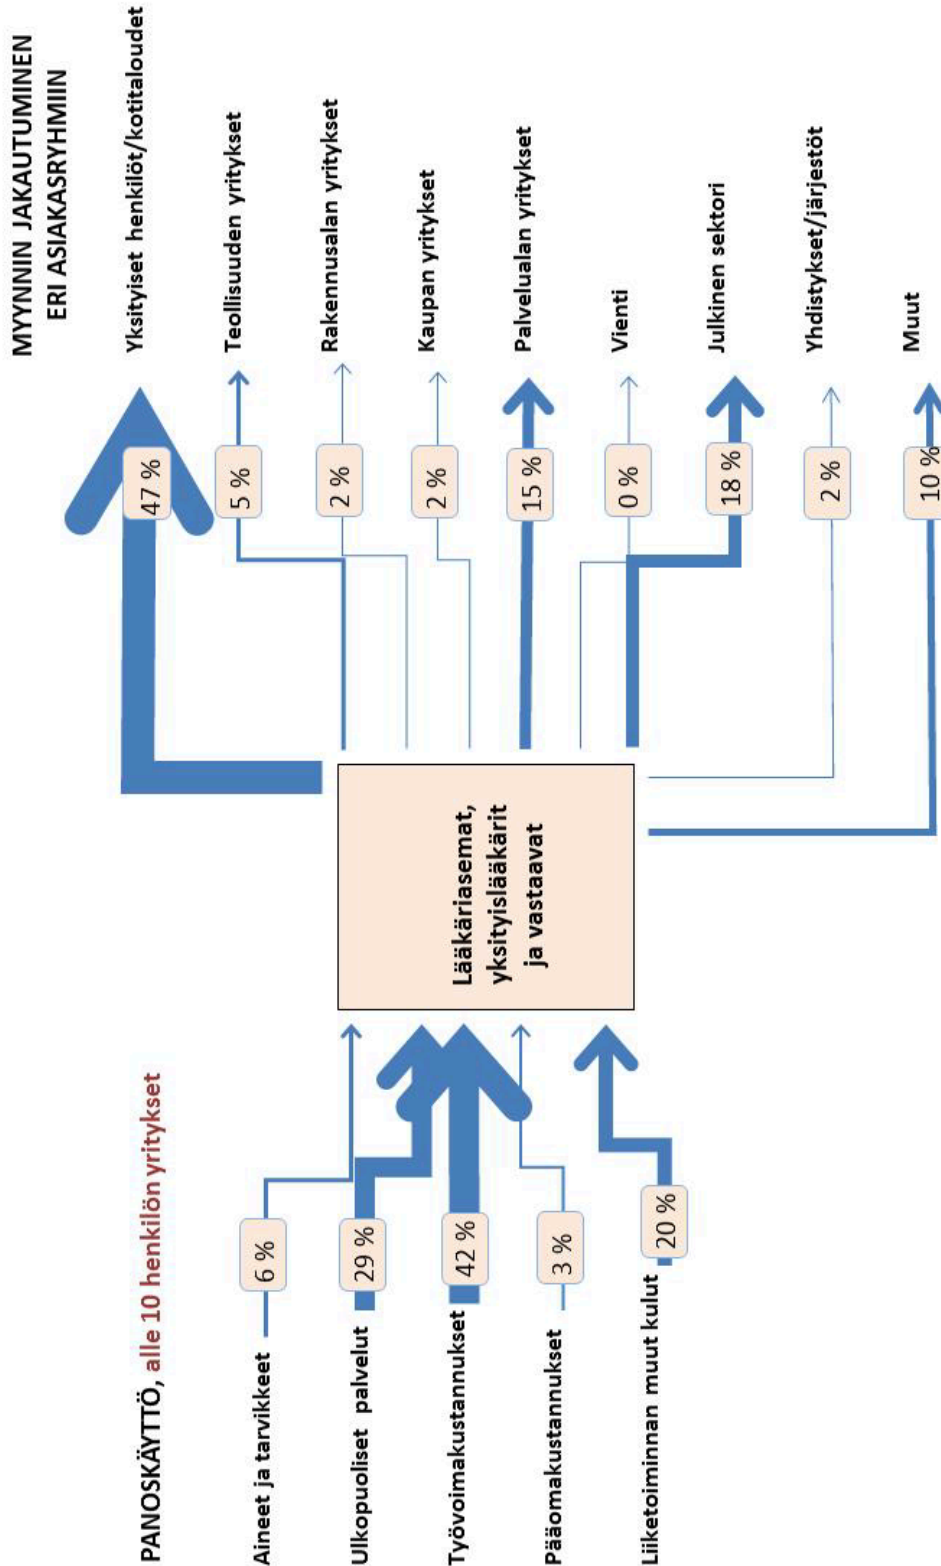 PANOSKÄYTTÖ, alle 10 henkilön yritykset
Aineet ja tarvikkeet
6 %
Ulkopuoliset palvelut
29 %
Työvoimakustannukset
42 %
Pääomakustannukset
3 %
Liiketoiminnan muut kulut
20 %
Lääkäriasemat,
yksityislääkärit
ja vastaavat
MYYNNIN JAKAUTUMINEN
ERI ASIAKASRYHMIIN
47 %
Yksityiset henkilöt/kotitaloudet
5 %
Teollisuuden yritykset
2 %
Rakennusalan yritykset
2 %
Kaupan yritykset
15 %
Palvelualan yritykset
0 %
Vienti
18 %
Julkinen sektori
2 %
Yhdistykset/järjestöt
10 %
Muut